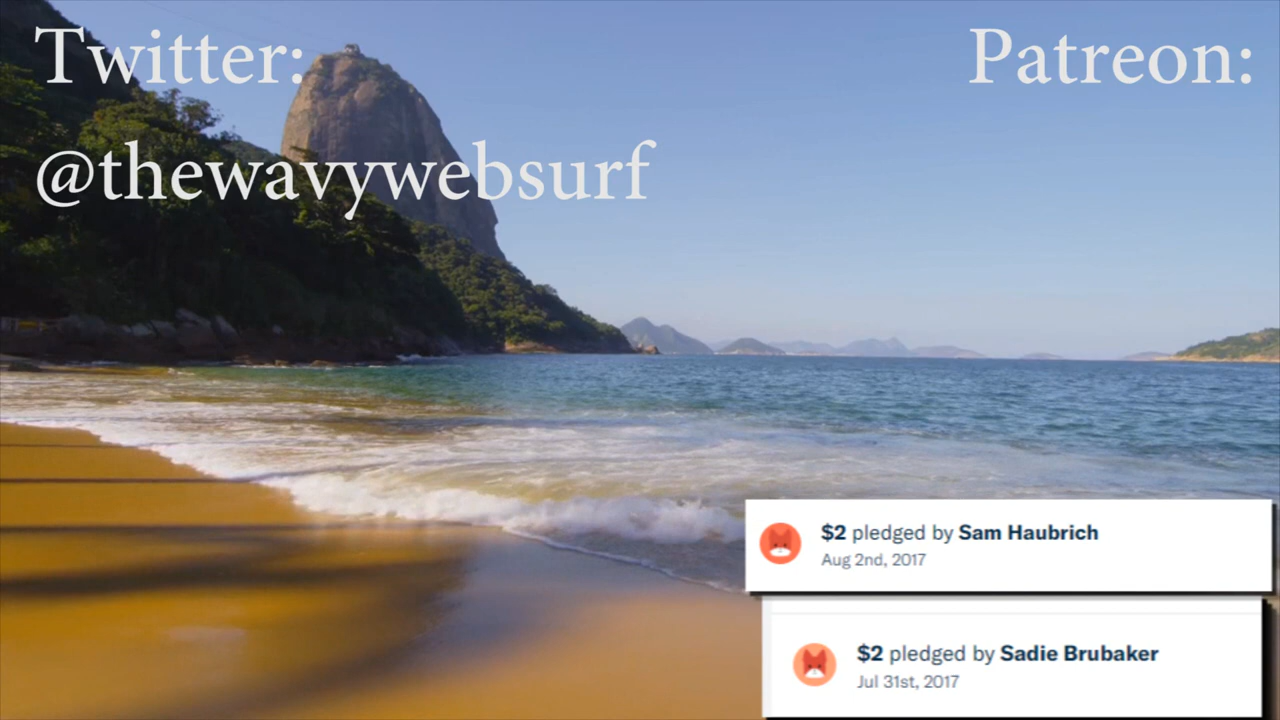 Twitter:
@thewavywebsurf
Patreon:
$2 pledged by Sam Haubrich
Aug 2nd, 2017
$2 pledged by Sadie Brubaker
Jul 31st, 2017